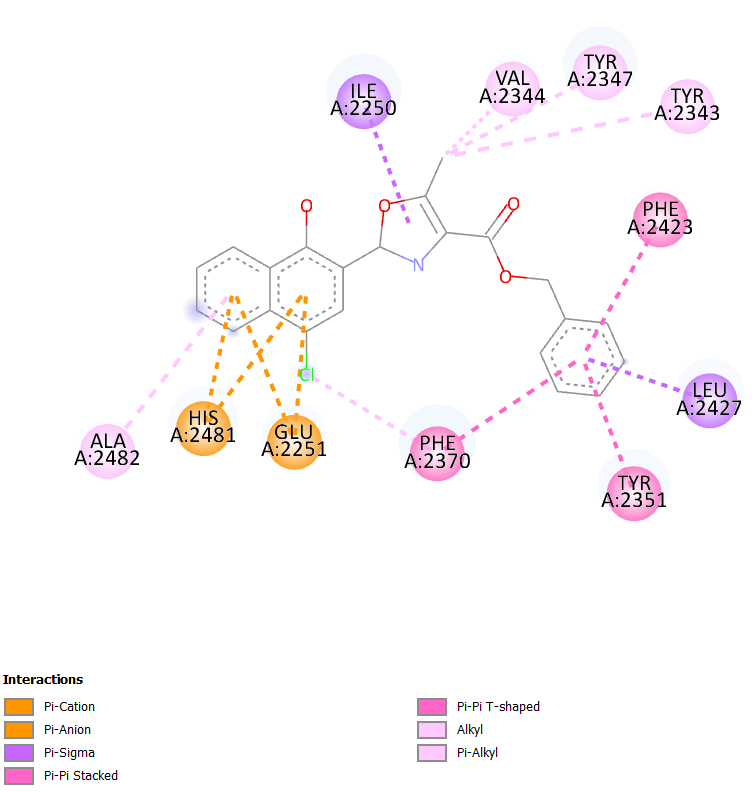 TYR
A:2347
VAL
A:2344
ILE
A:2250
TYR
A:2343
O
O
O
PHE
A:2423
N
O
Cl
LEU
A:2427
HIS
A:2481
GLU
A:2251
ALA
A:2482
PHE
A:2370
TYR
A:2351
Interactions
Pi-Cation
Pi-Anion
Pi-Sigma
Pi-Pi Stacked
Pi-Pi T-shaped
Alkyl
Pi-Alkyl